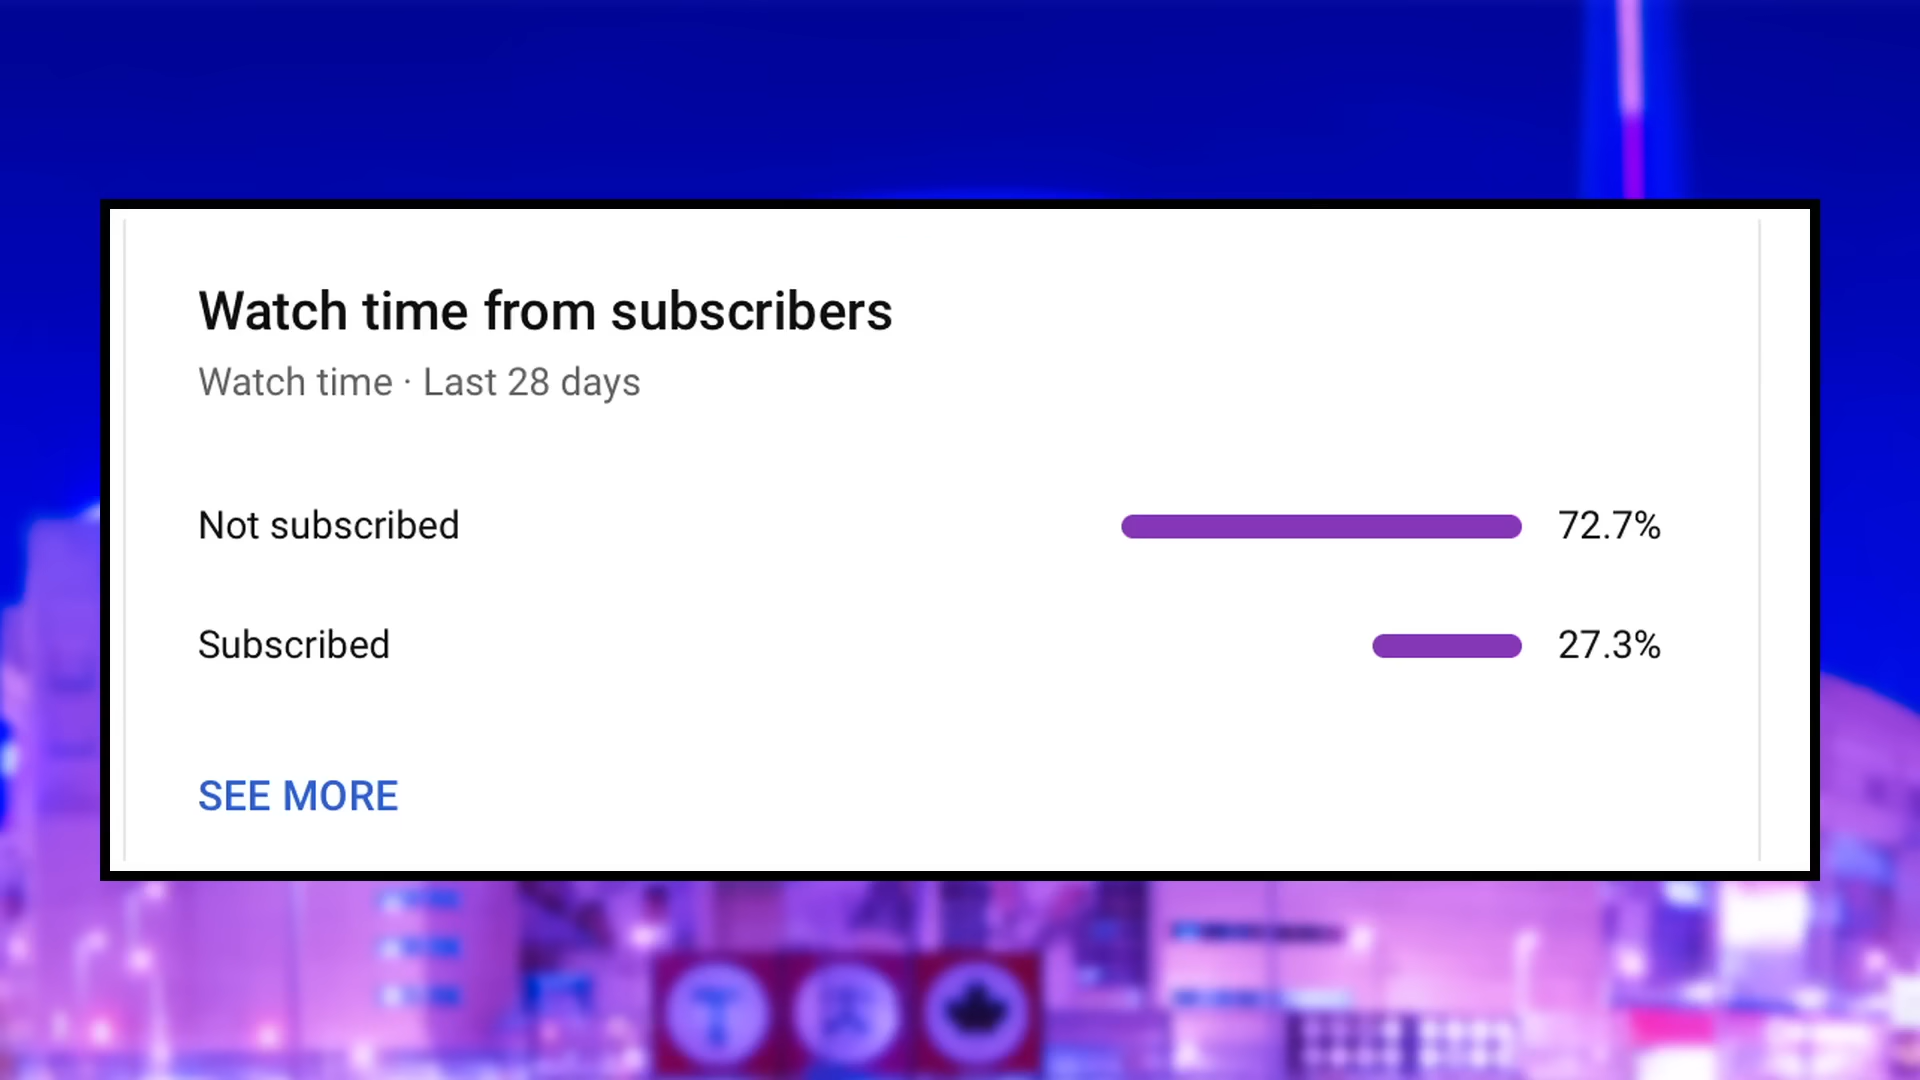 Watch time from subscribers
Watch time · Last 28 days
Not subscribed 72.7%
Subscribed 27.3%
SEE MORE